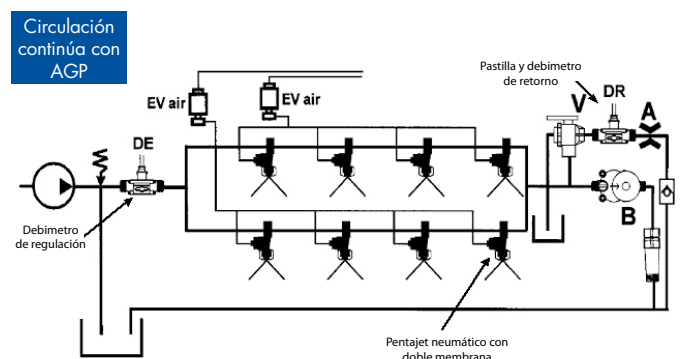 Circulación
continúa con
AGP
Pastilla y debimetro
de retorno
EV air
EV air
V
DR
A
DE
B
Debimetro
de regulación
Pentajet neumático con
doble membrana